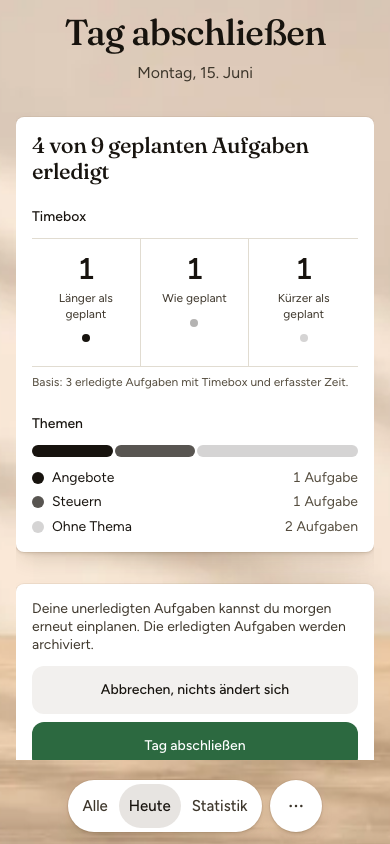 Tag abschließen
Montag, 15. Juni
4 von 9 geplanten Aufgaben
erledigt
Timebox
1
Länger als
geplant
1
Wie geplant
1
Kürzer als
geplant
Basis: 3 erledigte Aufgaben mit Timebox und erfasster Zeit.
Themen
Angebote 1 Aufgabe
Steuern 1 Aufgabe
Ohne Thema 2 Aufgaben
Deine unerledigten Aufgaben kannst du morgen
erneut einplanen. Die erledigten Aufgaben werden
archiviert.
Abbrechen, nichts ändert sich
Tag abschließen
Alle Heute Statistik ···